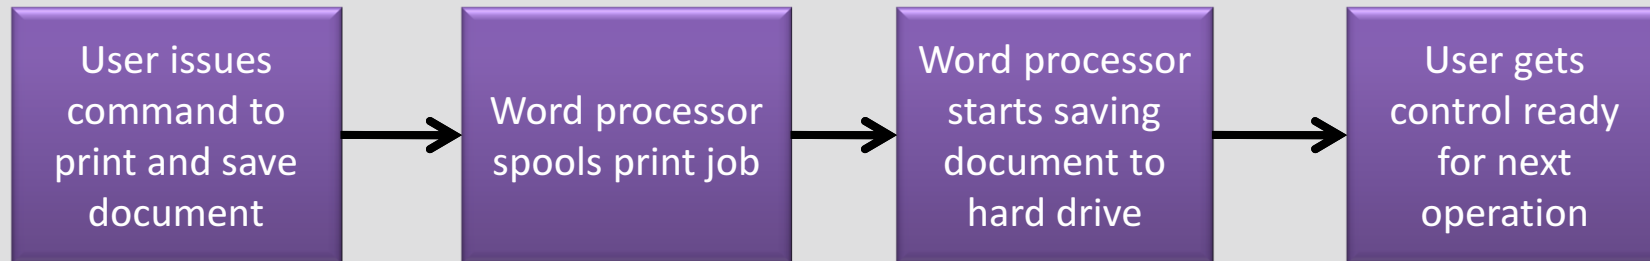 User issues
command to
print and save
document
Word processor
spools print job
Word processor
starts saving
document to
hard drive
User gets
control ready
for next
operation